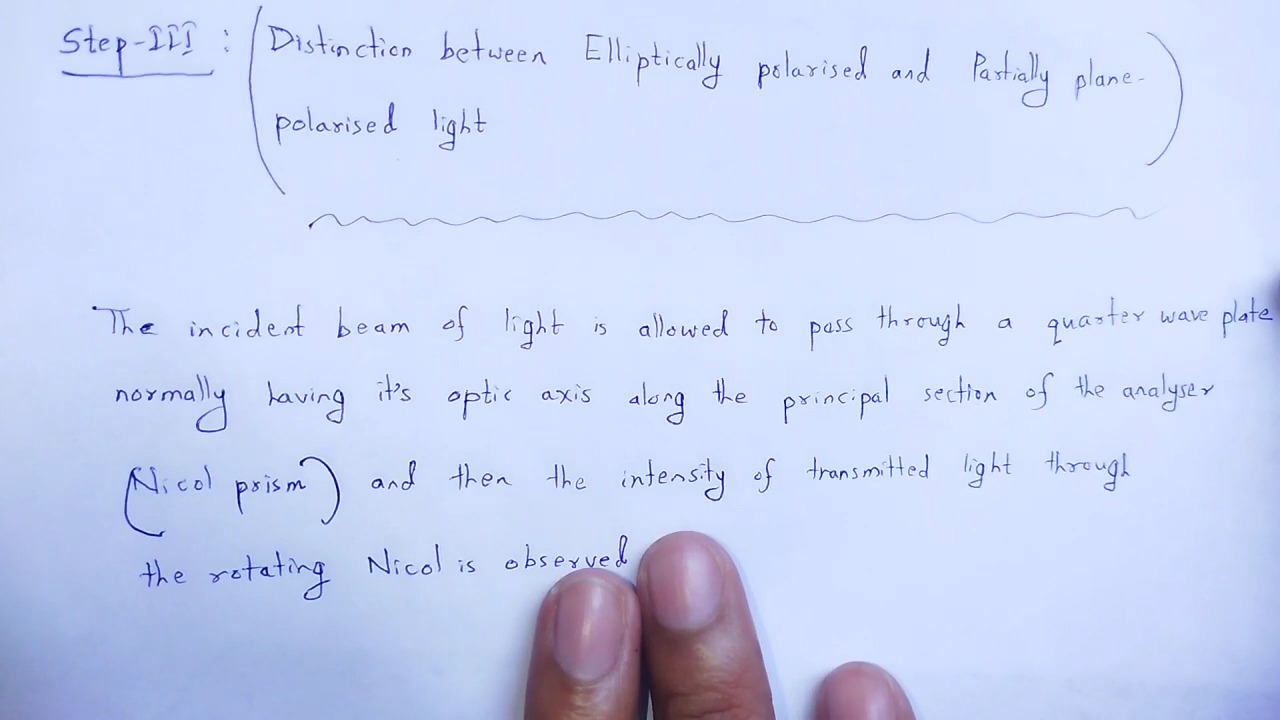 Step-III : (Distinction between Elliptically polarised and Partially plane-
polarised light)
The incident beam of light is allowed to pass through a quarter wave plate
normally having it's optic axis along the principal section of the analyser
(Nicol prism) and then the intensity of transmitted light through
the rotating Nicol is observed